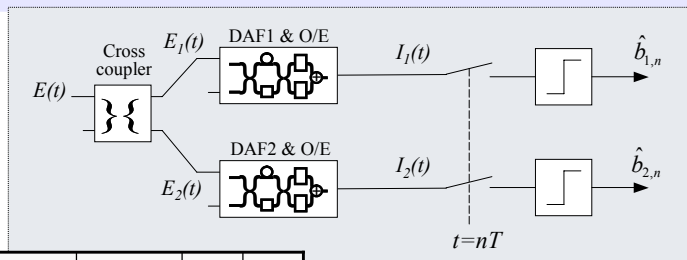 Cross
coupler
E(t)
E₁(t)
DAF1 & O/E
I₁(t)
b̂₁,ₙ
E₂(t)
DAF2 & O/E
I₂(t)
b̂₂,ₙ
t=nT